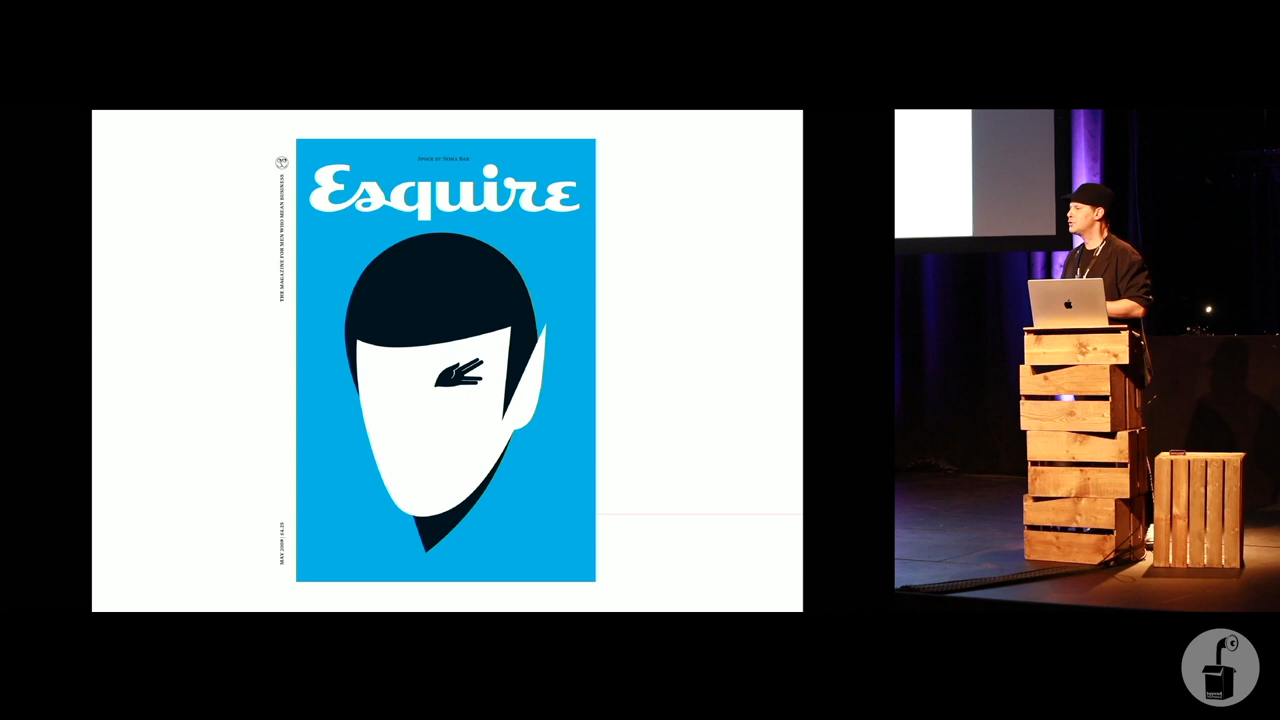 Spock by Noma Bar
Esquire
THE MAGAZINE FOR MEN WHO MEAN BUSINESS
MAY 2009 | £4.25